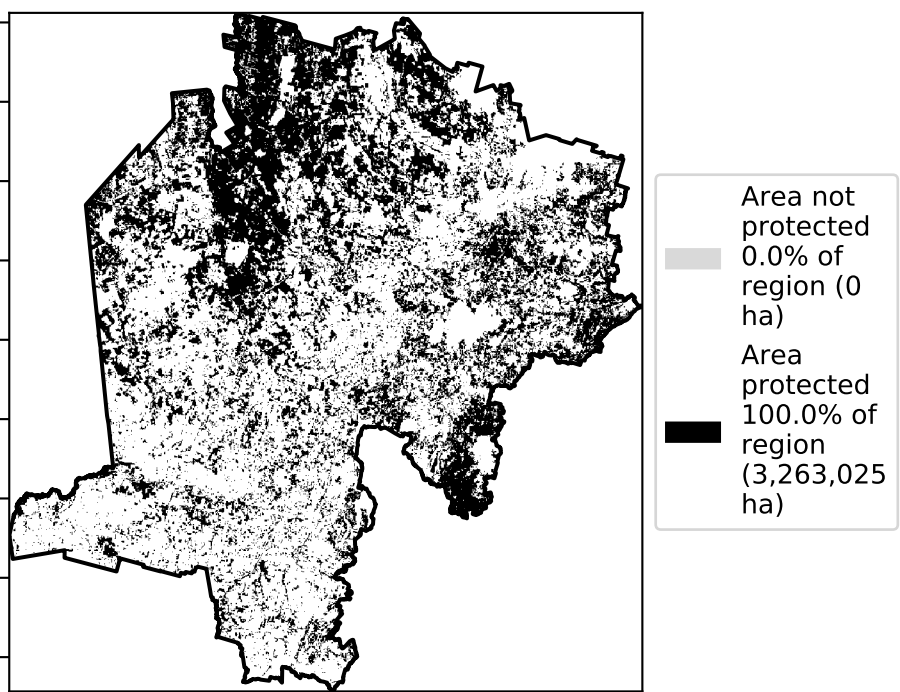 Area not
protected
0.0% of
region (0
ha)
Area
protected
100.0% of
region
(3,263,025
ha)